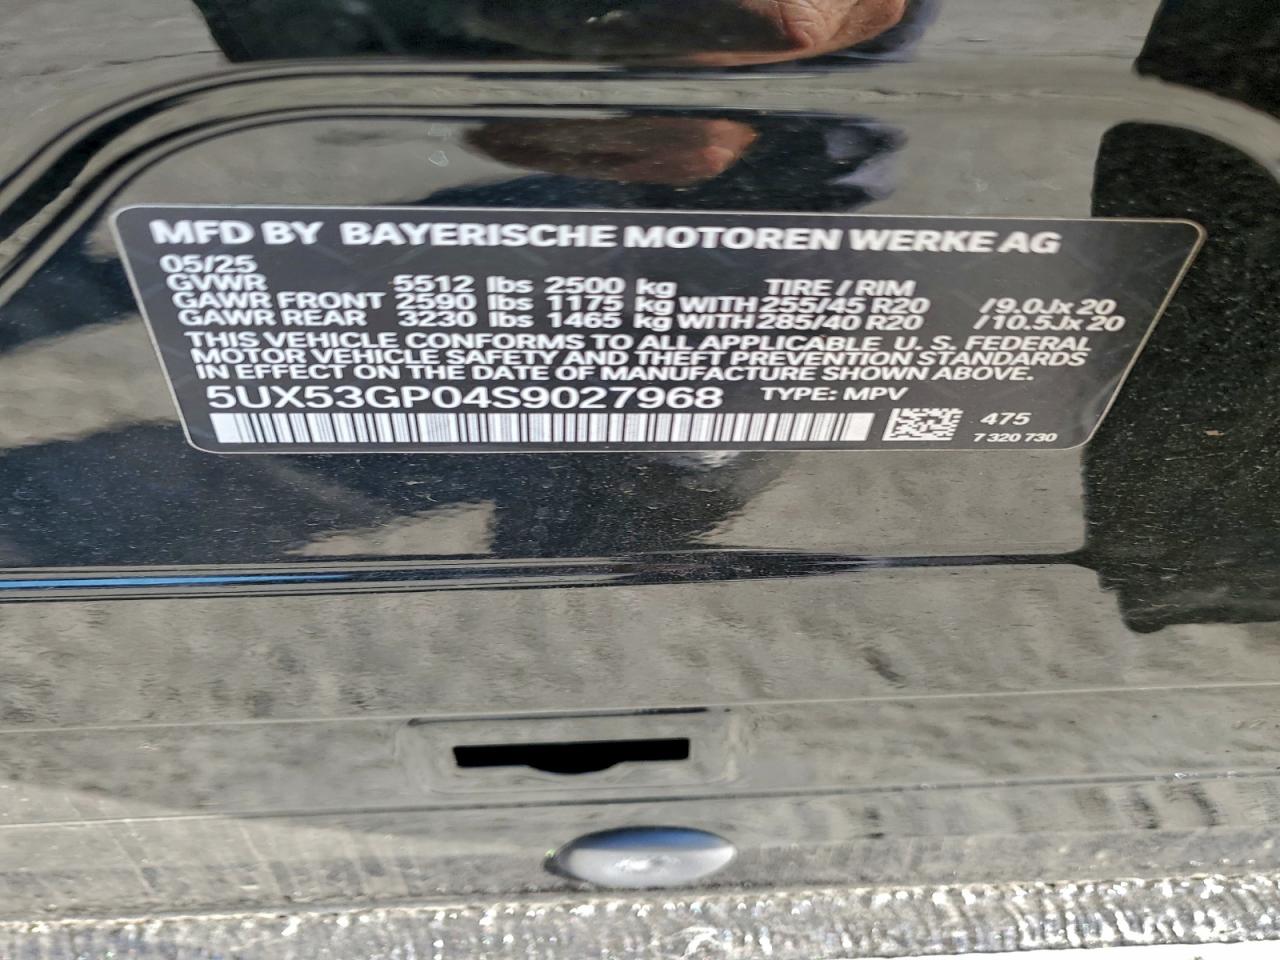 MFD BY BAYERISCHE MOTOREN WERKE AG
05/25
GVWR 5512 lbs 2500 kg TIRE / RIM
GAWR FRONT 2590 lbs 1175 kg WITH 255/45 R20 / 9.0Jx 20
GAWR REAR 3230 lbs 1465 kg WITH 285/40 R20 / 10.5Jx 20
THIS VEHICLE CONFORMS TO ALL APPLICABLE U. S. FEDERAL
MOTOR VEHICLE SAFETY AND THEFT PREVENTION STANDARDS
IN EFFECT ON THE DATE OF MANUFACTURE SHOWN ABOVE.
5UX53GP04S9027968 TYPE: MPV
475
7 320 730